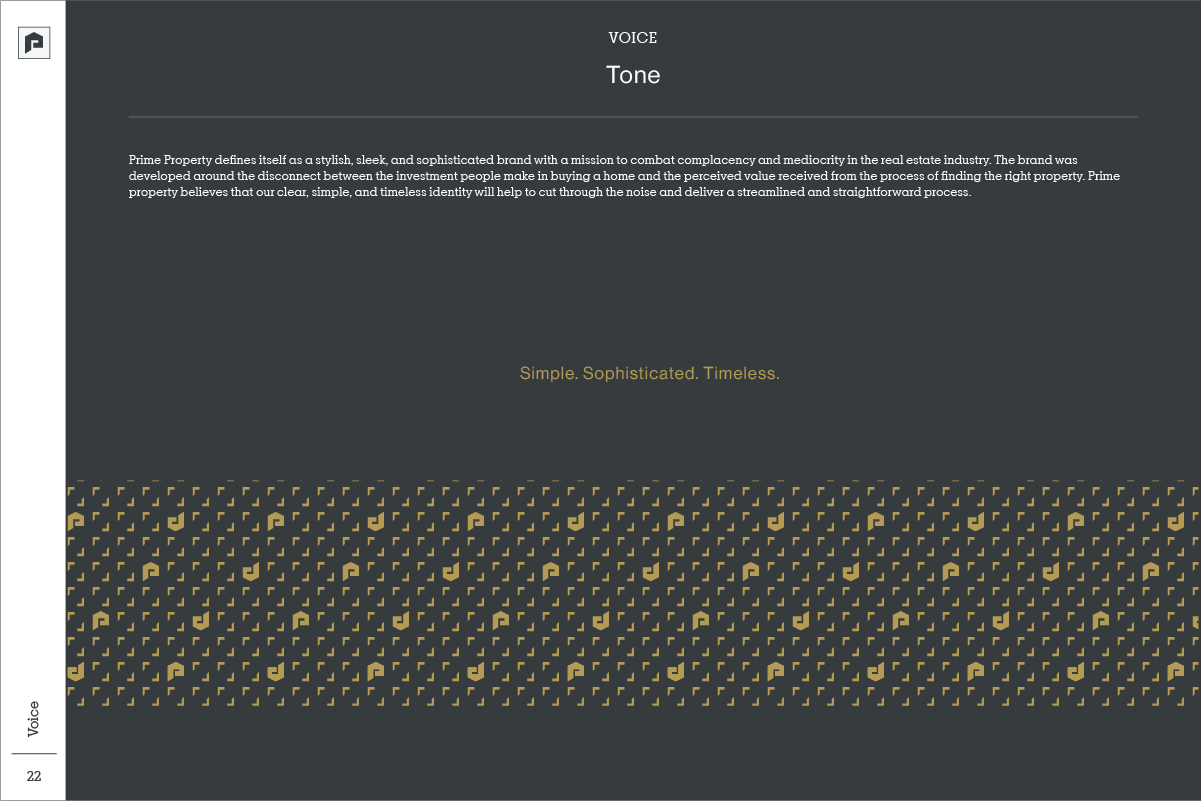 VOICE
Tone
Prime Property defines itself as a stylish, sleek, and sophisticated brand with a mission to combat complacency and mediocrity in the real estate industry. The brand was
developed around the disconnect between the investment people make in buying a home and the perceived value received from the process of finding the right property. Prime
property believes that our clear, simple, and timeless identity will help to cut through the noise and deliver a streamlined and straightforward process.
Simple. Sophisticated. Timeless.
Voice
22